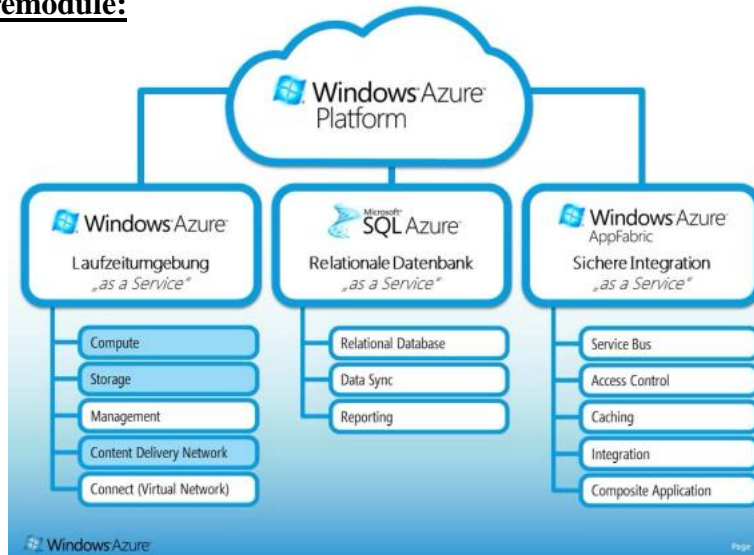 remodule:
Windows Azure
Platform
Windows Azure
Laufzeitumgebung
„as a Service“
Compute
Storage
Management
Content Delivery Network
Connect (Virtual Network)
Microsoft
SQL Azure
Relationale Datenbank
„as a Service“
Relational Database
Data Sync
Reporting
Windows Azure
AppFabric
Sichere Integration
„as a Service“
Service Bus
Access Control
Caching
Integration
Composite Application
Windows Azure
Page